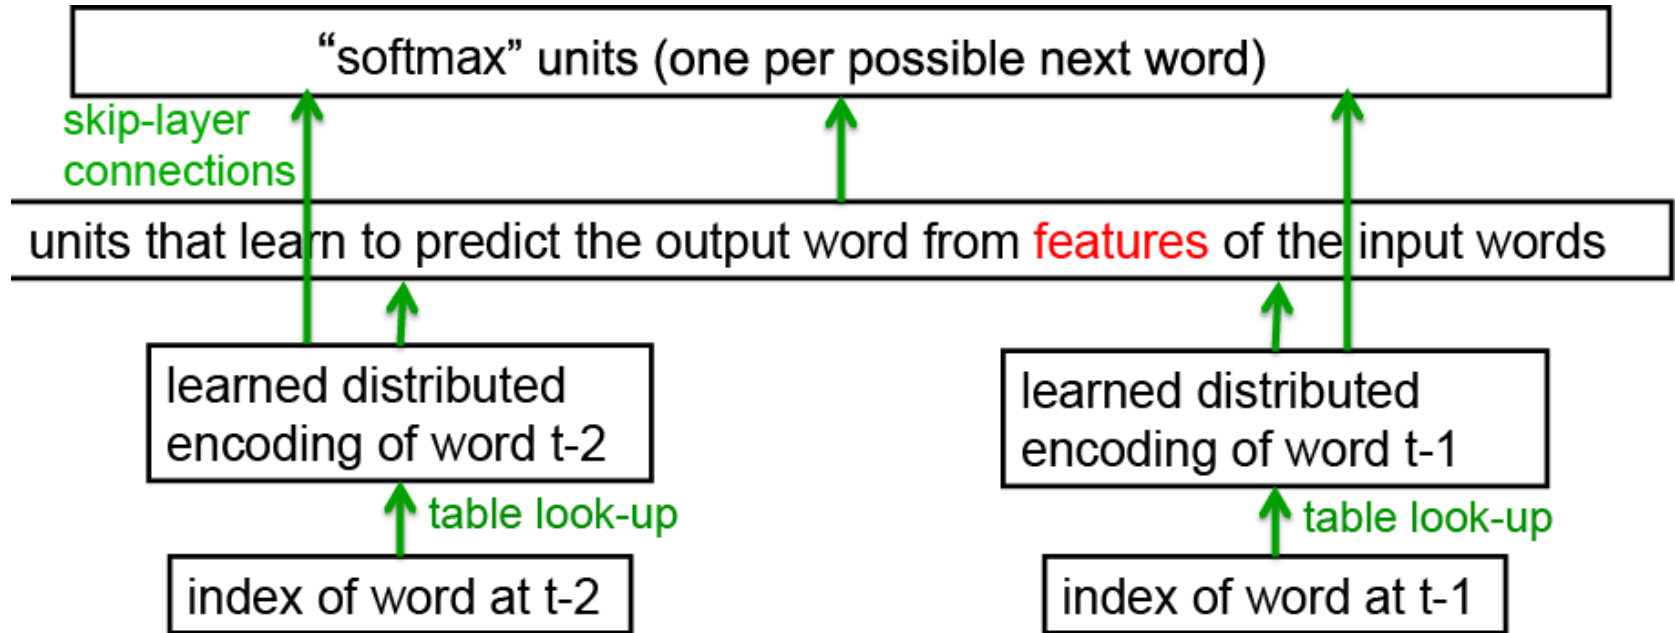 “softmax” units (one per possible next word)
skip-layer
connections
units that learn to predict the output word from features of the input words
learned distributed
encoding of word t-2
learned distributed
encoding of word t-1
table look-up
table look-up
index of word at t-2
index of word at t-1